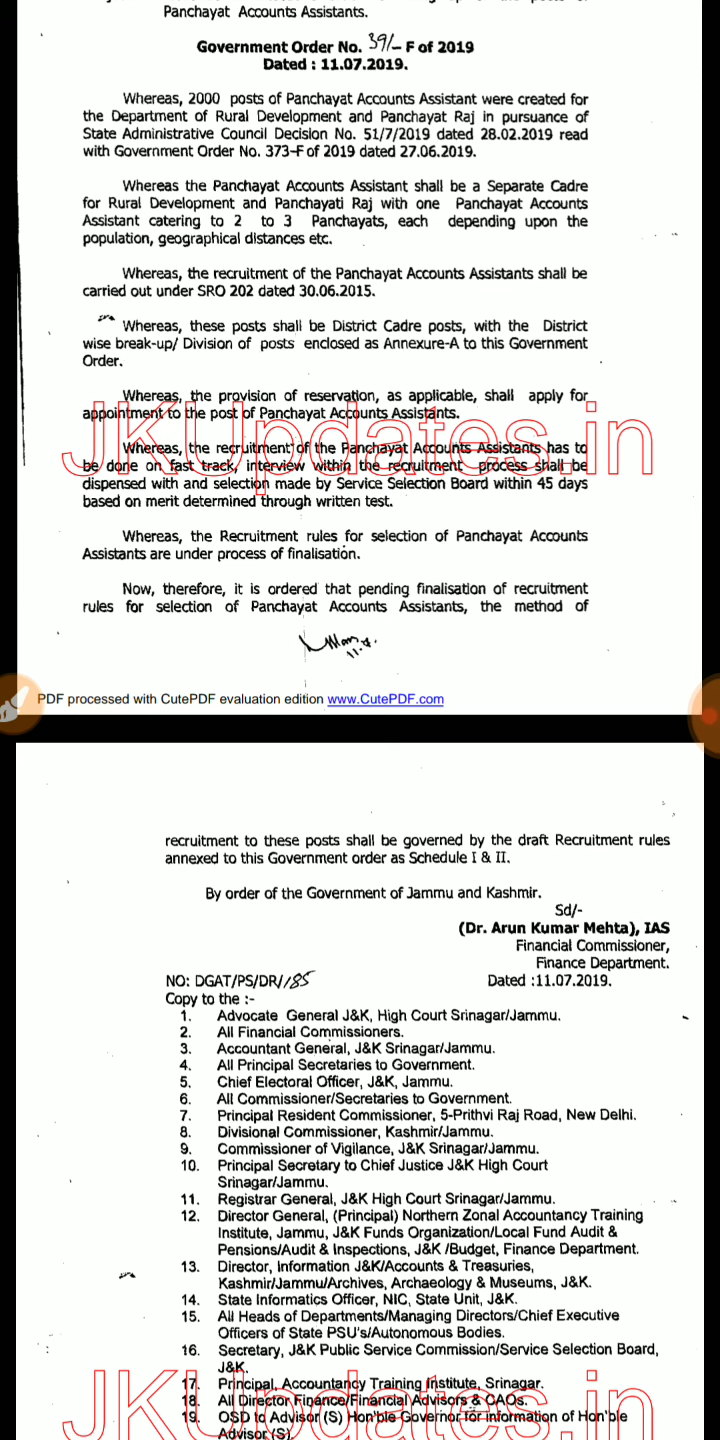 Panchayat Accounts Assistants.
Government Order No. 391-F of 2019
Dated : 11.07.2019.
Whereas, 2000 posts of Panchayat Accounts Assistant were created for
the Department of Rural Development and Panchayat Raj in pursuance of
State Administrative Council Decision No. 51/7/2019 dated 28.02.2019 read
with Government Order No. 373-F of 2019 dated 27.06.2019.
Whereas the Panchayat Accounts Assistant shall be a Separate Cadre
for Rural Development and Panchayati Raj with one Panchayat Accounts
Assistant catering to 2 to 3 Panchayats, each depending upon the
population, geographical distances etc.
Whereas, the recruitment of the Panchayat Accounts Assistants shall be
carried out under SRO 202 dated 30.06.2015.
Whereas, these posts shall be District Cadre posts, with the District
wise break-up/ Division of posts enclosed as Annexure-A to this Government
Order.
Whereas, the provision of reservation, as applicable, shall apply for
appointment to the post of Panchayat Accounts Assistants.
JKUpdates.in
Whereas, the recruitment of the Panchayat Accounts Assistants has to
be done on fast track, interview within the recruitment process shall be
dispensed with and selection made by Service Selection Board within 45 days
based on merit determined through written test.
Whereas, the Recruitment rules for selection of Panchayat Accounts
Assistants are under process of finalisation.
Now, therefore, it is ordered that pending finalisation of recruitment
rules for selection of Panchayat Accounts Assistants, the method of
PDF processed with CutePDF evaluation edition www.CutePDF.com
recruitment to these posts shall be governed by the draft Recruitment rules
annexed to this Government order as Schedule I & II.
By order of the Government of Jammu and Kashmir.
Sd/-
(Dr. Arun Kumar Mehta), IAS
Financial Commissioner,
Finance Department.
NO: DGAT/PS/DR/185 Dated :11.07.2019.
Copy to the :-
1. Advocate General J&K, High Court Srinagar/Jammu.
2. All Financial Commissioners.
3. Accountant General, J&K Srinagar/Jammu.
4. All Principal Secretaries to Government.
5. Chief Electoral Officer, J&K, Jammu.
6. All Commissioner/Secretaries to Government.
7. Principal Resident Commissioner, 5-Prithvi Raj Road, New Delhi.
8. Divisional Commissioner, Kashmir/Jammu.
9. Commissioner of Vigilance, J&K Srinagar/Jammu.
10. Principal Secretary to Chief Justice J&K High Court
Srinagar/Jammu.
11. Registrar General, J&K High Court Srinagar/Jammu.
12. Director General, (Principal) Northern Zonal Accountancy Training
Institute, Jammu, J&K Funds Organization/Local Fund Audit &
Pensions/Audit & Inspections, J&K /Budget, Finance Department.
13. Director, Information J&K/Accounts & Treasuries,
Kashmir/Jammu/Archives, Archaeology & Museums, J&K.
14. State Informatics Officer, NIC, State Unit, J&K.
15. All Heads of Departments/Managing Directors/Chief Executive
Officers of State PSU's/Autonomous Bodies.
16. Secretary, J&K Public Service Commission/Service Selection Board,
J&K.
17. Principal, Accountancy Training Institute, Srinagar.
18. All Director Finance/Financial Advisors & CAOs.
19. OSD to Advisor (S) Hon'ble Governor for information of Hon'ble
Advisor (S).
JKUpdates.in